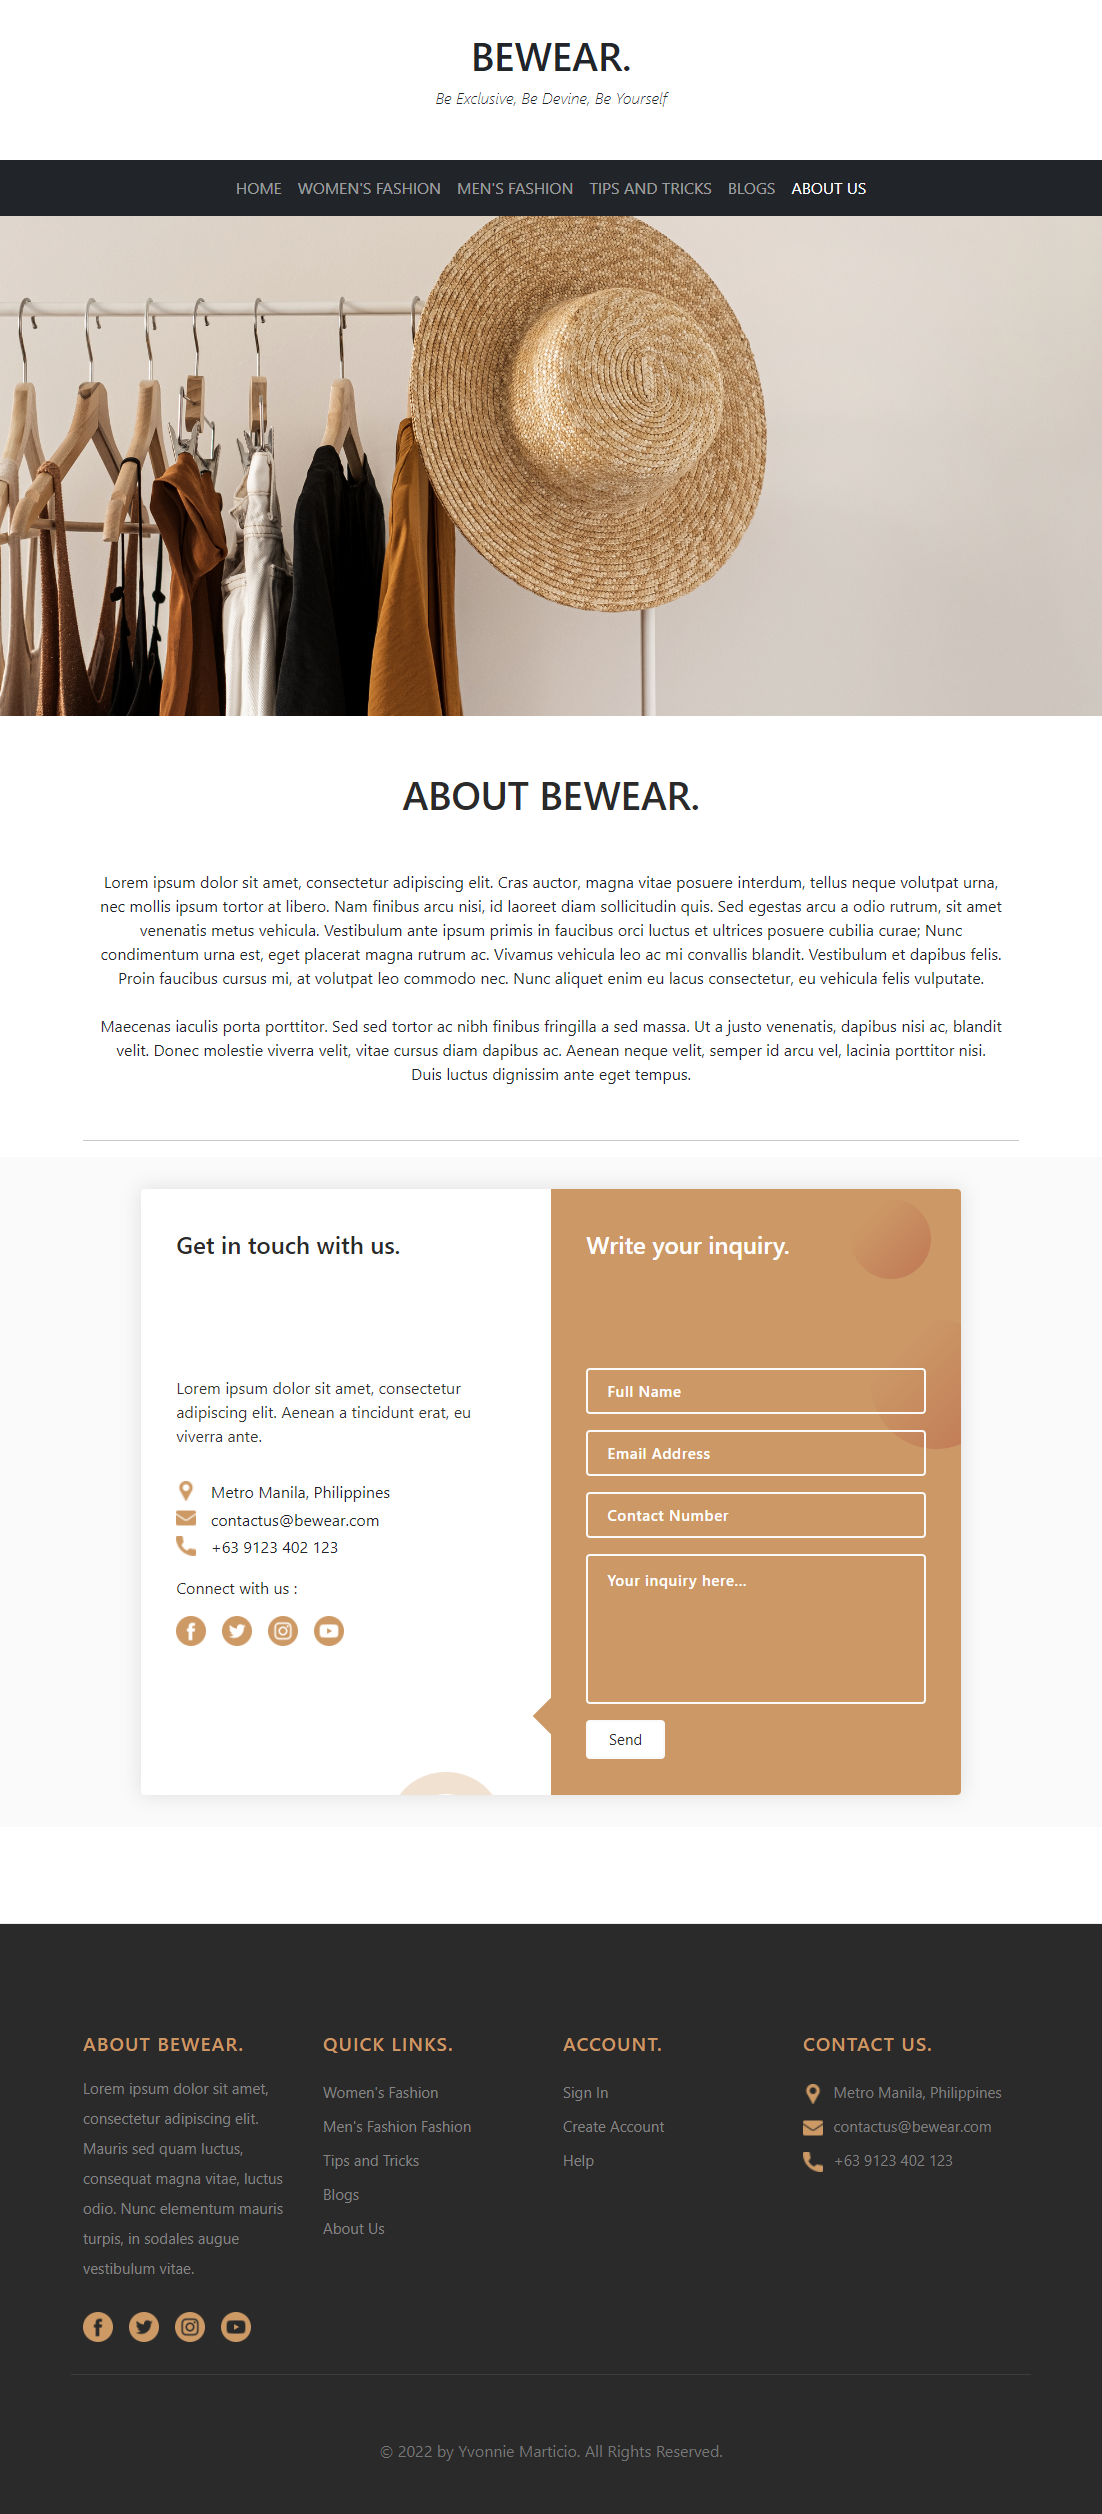 BEWEAR.
Be Exclusive, Be Devine, Be Yourself
HOME WOMEN'S FASHION MEN'S FASHION TIPS AND TRICKS BLOGS ABOUT US
ABOUT BEWEAR.
Lorem ipsum dolor sit amet, consectetur adipiscing elit. Cras auctor, magna vitae posuere interdum, tellus neque volutpat urna,
nec mollis ipsum tortor at libero. Nam finibus arcu nisi, id laoreet diam sollicitudin quis. Sed egestas arcu a odio rutrum, sit amet
venenatis metus vehicula. Vestibulum ante ipsum primis in faucibus orci luctus et ultrices posuere cubilia curae; Nunc
condimentum urna est, eget placerat magna rutrum ac. Vivamus vehicula leo ac mi convallis blandit. Vestibulum et dapibus felis.
Proin faucibus cursus mi, at volutpat leo commodo nec. Nunc aliquet enim eu lacus consectetur, eu vehicula felis vulputate.
Maecenas iaculis porta porttitor. Sed sed tortor ac nibh finibus fringilla a sed massa. Ut a justo venenatis, dapibus nisi ac, blandit
velit. Donec molestie viverra velit, vitae cursus diam dapibus ac. Aenean neque velit, semper id arcu vel, lacinia porttitor nisi.
Duis luctus dignissim ante eget tempus.
Get in touch with us.
Lorem ipsum dolor sit amet, consectetur
adipiscing elit. Aenean a tincidunt erat, eu
viverra ante.
Metro Manila, Philippines
contactus@bewear.com
+63 9123 402 123
Connect with us :
Write your inquiry.
Full Name
Email Address
Contact Number
Your inquiry here...
Send
ABOUT BEWEAR.
Lorem ipsum dolor sit amet,
consectetur adipiscing elit.
Mauris sed quam luctus,
consequat magna vitae, luctus
odio. Nunc elementum mauris
turpis, in sodales augue
vestibulum vitae.
QUICK LINKS.
Women's Fashion
Men's Fashion Fashion
Tips and Tricks
Blogs
About Us
ACCOUNT.
Sign In
Create Account
Help
CONTACT US.
Metro Manila, Philippines
contactus@bewear.com
+63 9123 402 123
© 2022 by Yvonnie Marticio. All Rights Reserved.